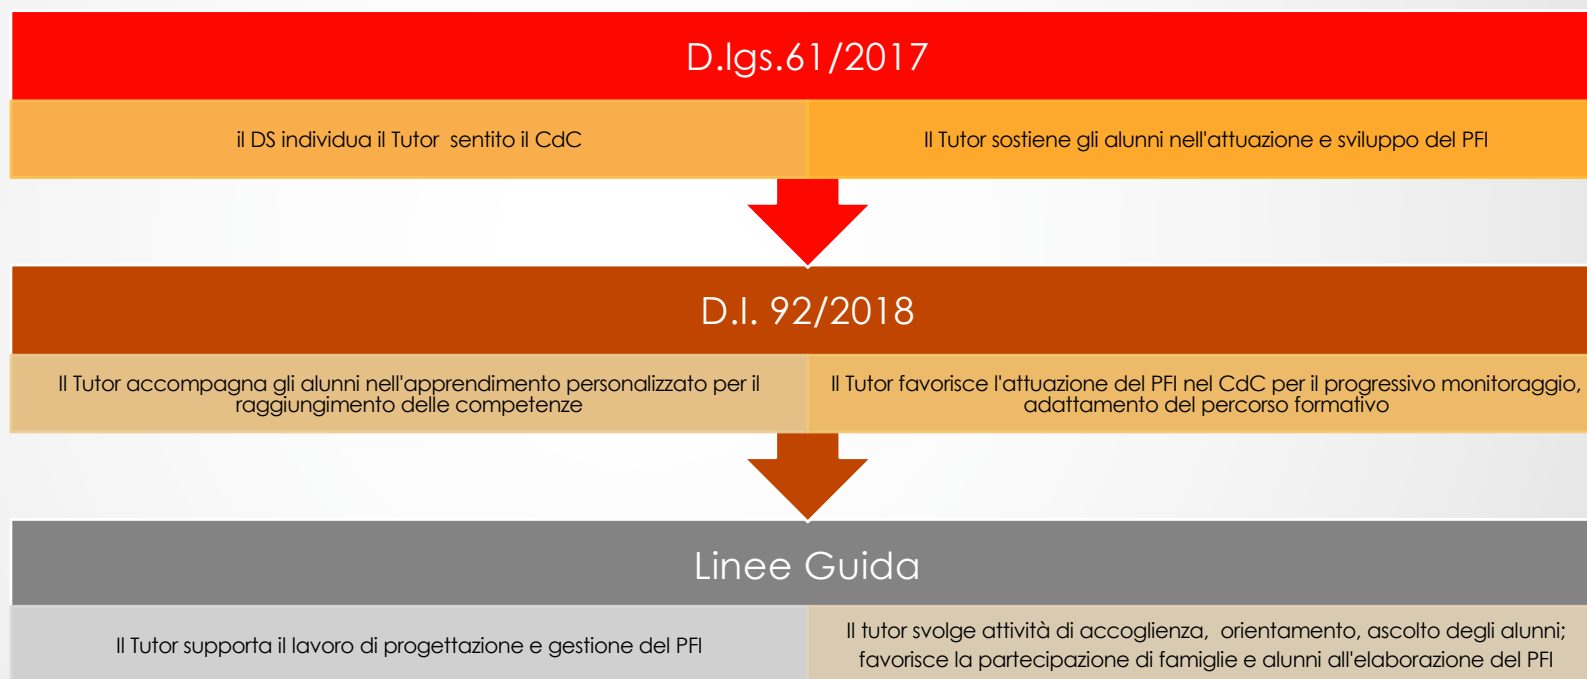 D.lgs.61/2017
il DS individua il Tutor sentito il CdC
Il Tutor sostiene gli alunni nell'attuazione e sviluppo del PFI
D.I. 92/2018
Il Tutor accompagna gli alunni nell'apprendimento personalizzato per il
raggiungimento delle competenze
Il Tutor favorisce l'attuazione del PFI nel CdC per il progressivo monitoraggio,
adattamento del percorso formativo
Linee Guida
Il Tutor supporta il lavoro di progettazione e gestione del PFI
Il tutor svolge attività di accoglienza, orientamento, ascolto degli alunni;
favorisce la partecipazione di famiglie e alunni all'elaborazione del PFI